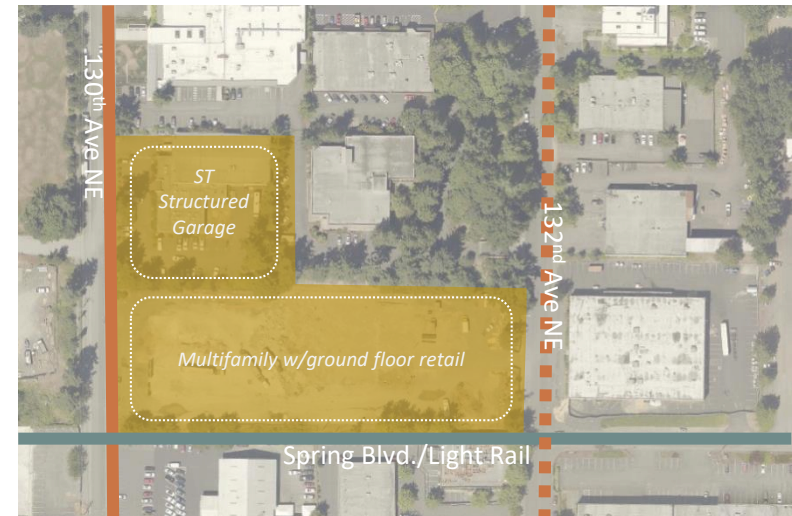 130th Ave NE
ST
Structured
Garage
132nd Ave NE
Multifamily w/ground floor retail
Spring Blvd./Light Rail